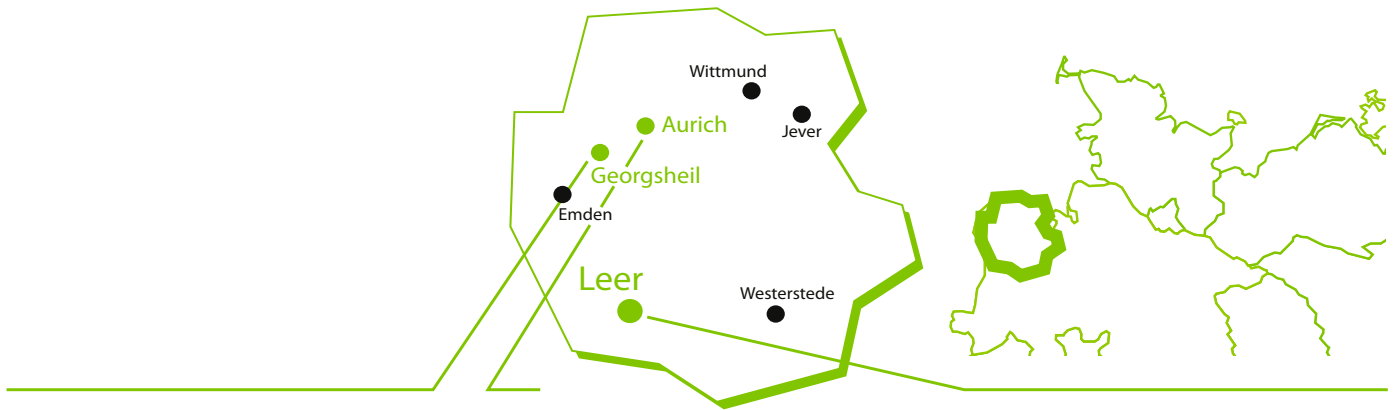 Wittmund
Aurich
Jever
Georgsheil
Emden
Leer
Westerstede